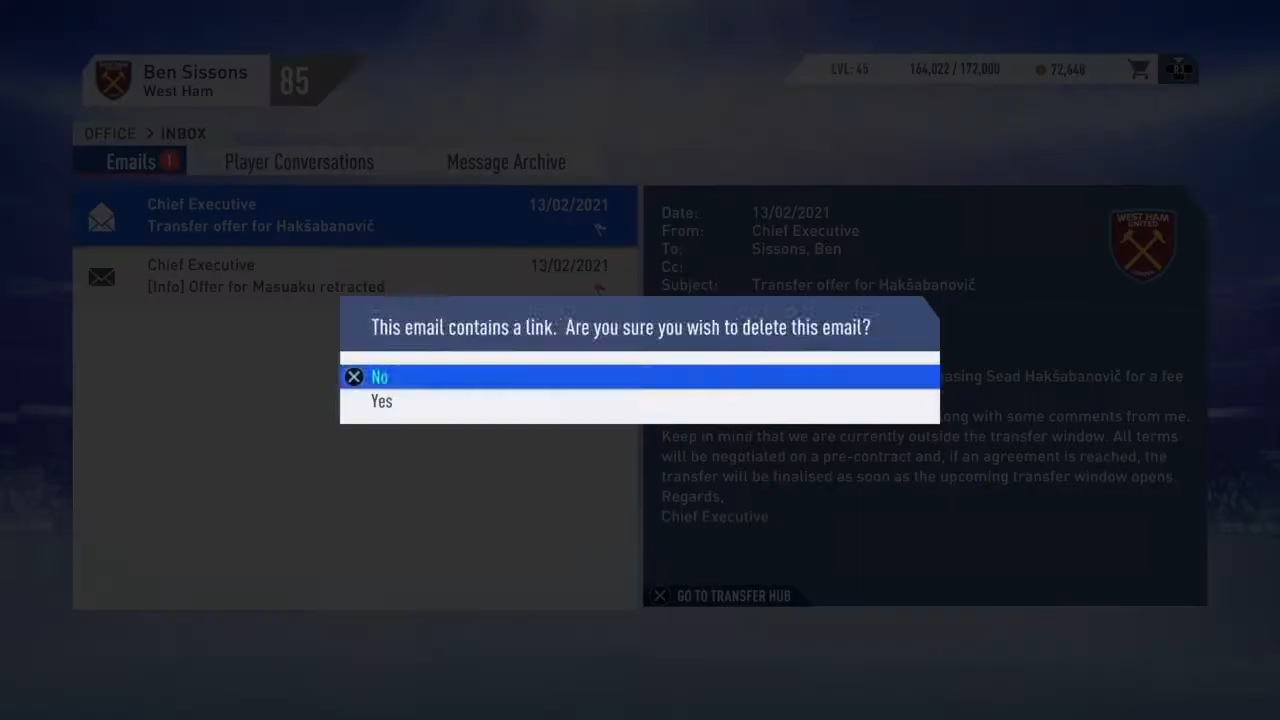 Ben Sissons
West Ham
85
LVL: 45 164,022 / 172,000 72,648
OFFICE > INBOX
Emails 1 Player Conversations Message Archive
Chief Executive 13/02/2021
Transfer offer for Hakšabanovič
Chief Executive 13/02/2021
[Info] Offer for Masuaku retracted
Date: 13/02/2021
From: Chief Executive
To: Sissons, Ben
Cc:
Subject: Transfer offer for Hakšabanovič
WEST HAM
UNITED
This email contains a link. Are you sure you wish to delete this email?
No
Yes
Sead Hakšabanovič for a fee
with some comments from me.
Keep in mind that we are currently outside the transfer window. All terms
will be negotiated on a pre-contract and, if an agreement is reached, the
transfer will be finalised as soon as the upcoming transfer window opens.
Regards,
Chief Executive
GO TO TRANSFER HUB